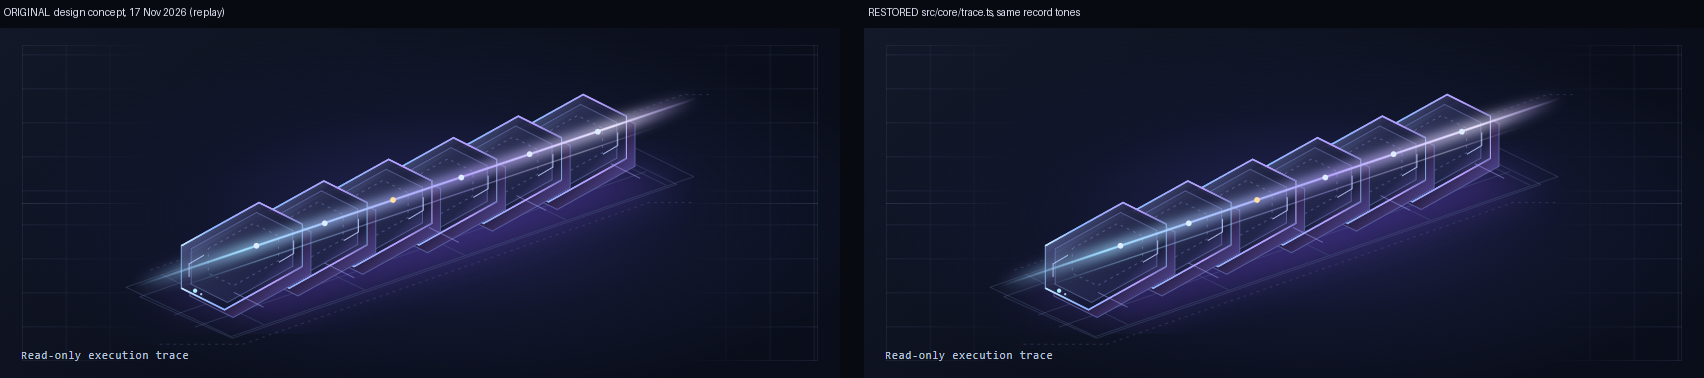 ORIGINAL design concept, 17 Nov 2026 (replay)
RESTORED src/core/trace.ts, same record tones
Read-only execution trace
Read-only execution trace